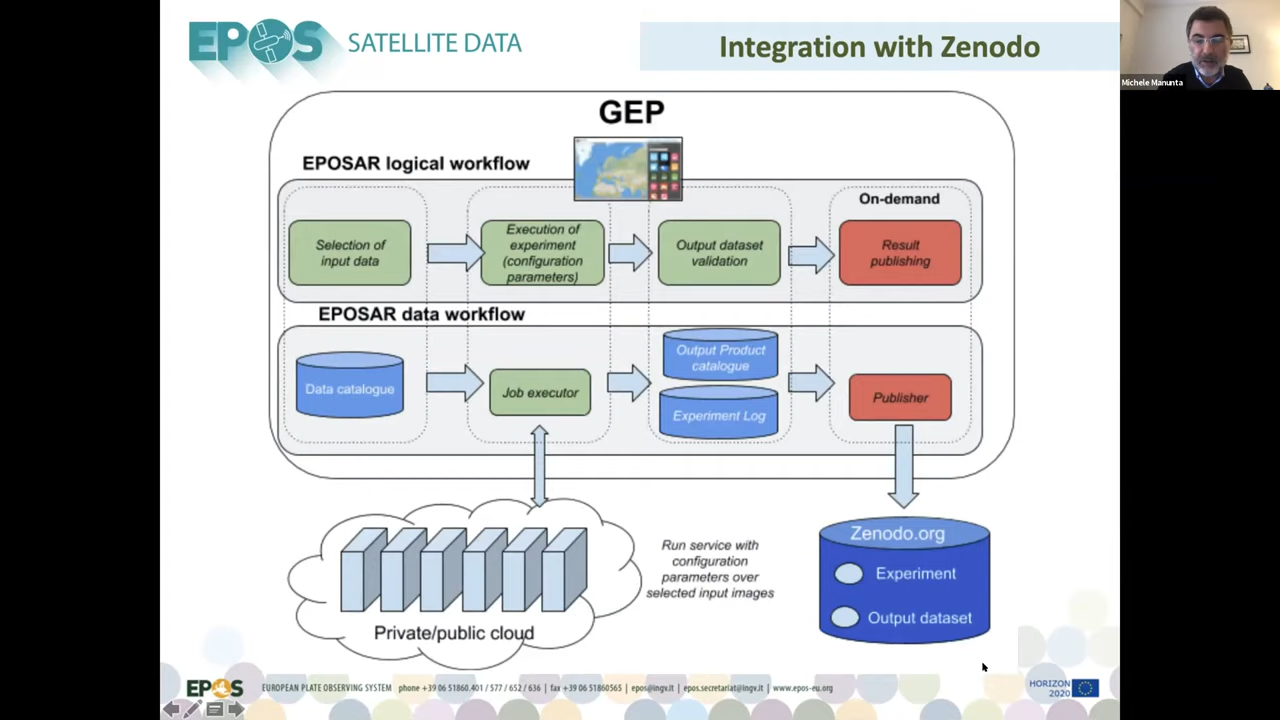 EPOS
SATELLITE DATA
Integration with Zenodo
Michele Manunta
GEP
EPOSAR logical workflow
On-demand
Selection of
input data
Execution of
experiment
(configuration
parameters)
Output dataset
validation
Result
publishing
EPOSAR data workflow
Data catalogue
Job executor
Output Product
catalogue
Experiment Log
Publisher
Run service with
configuration
parameters over
selected input images
Private/public cloud
Zenodo.org
Experiment
Output dataset
EPOS
EUROPEAN PLATE OBSERVING SYSTEM phone +39 06 51860.401 / 577 / 652 / 636 | fax +39 06 51860565 | epos@ingv.it | epos.secretariat@ingv.it | www.epos-eu.org
HORIZON
2020